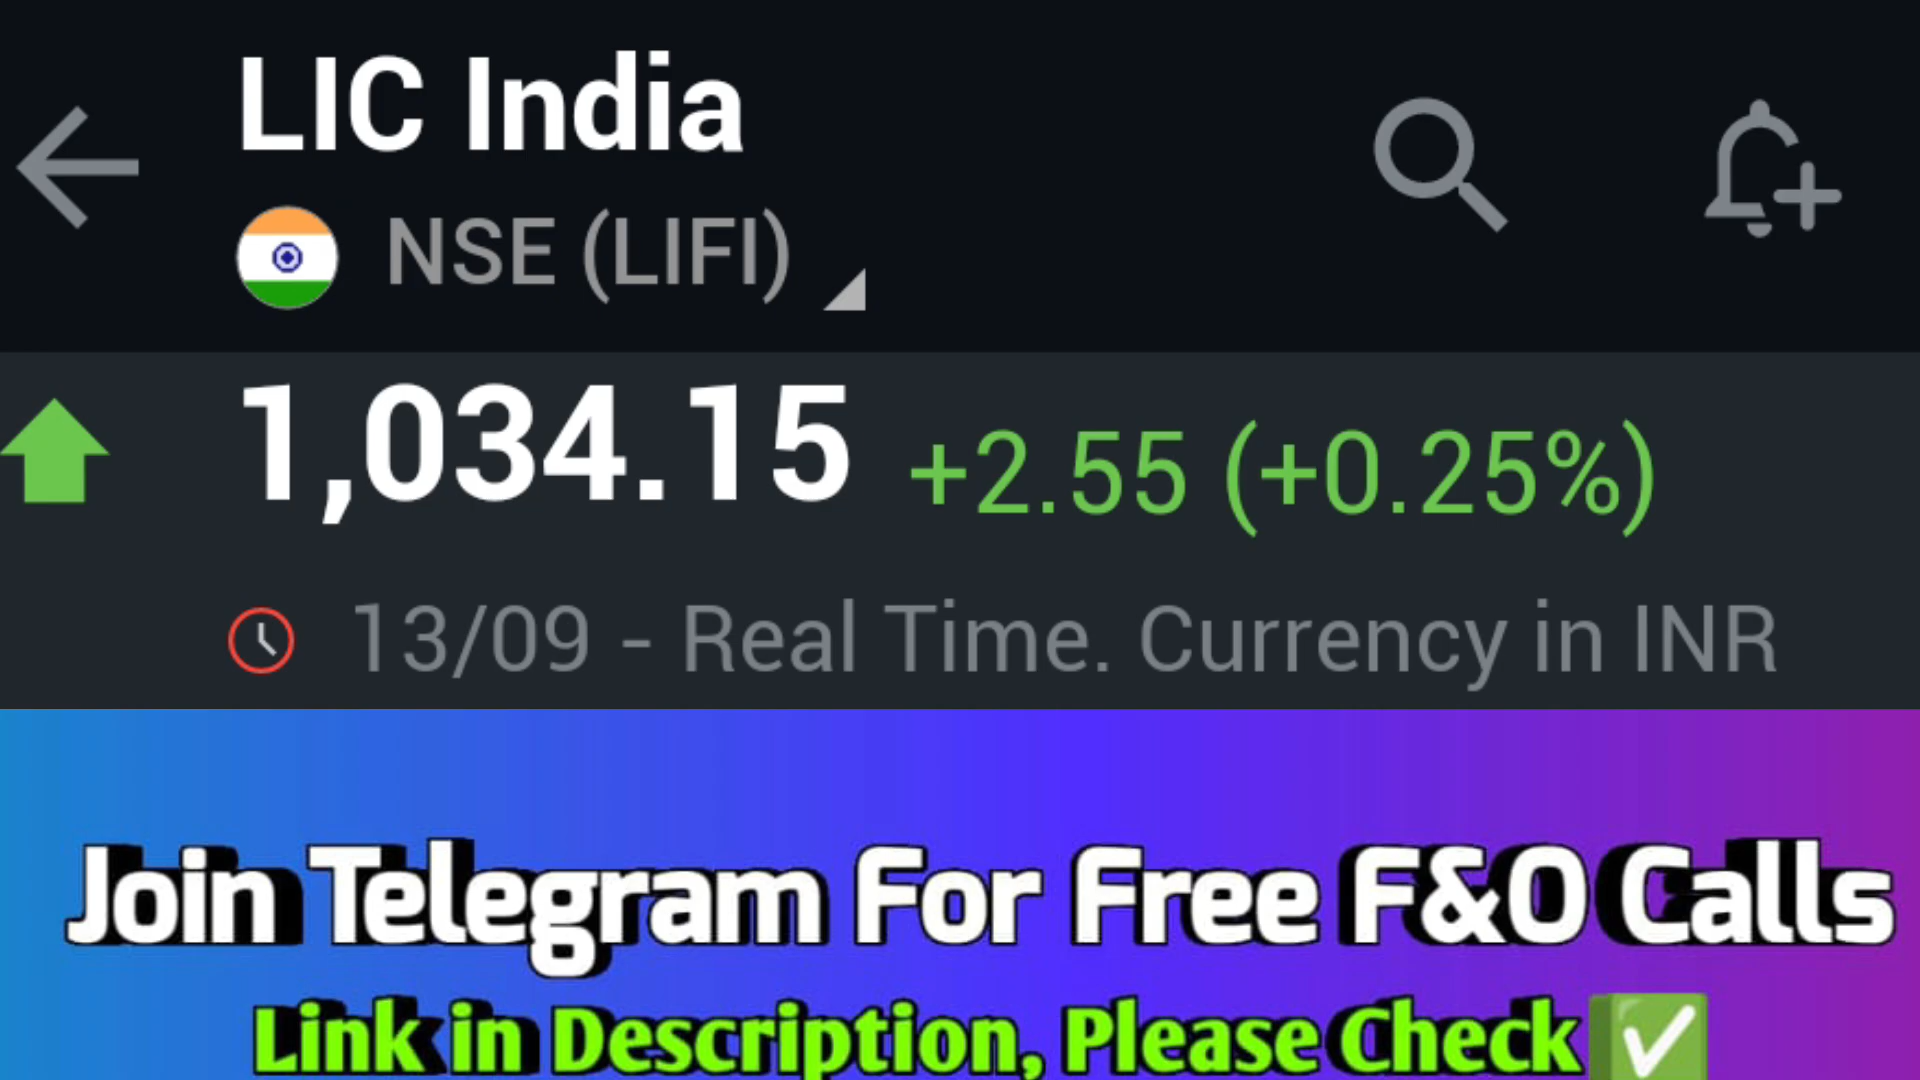 LIC India
NSE (LIFI)
1,034.15 +2.55 (+0.25%)
13/09 - Real Time. Currency in INR
Join Telegram For Free F&O Calls
Link in Description, Please Check ✅